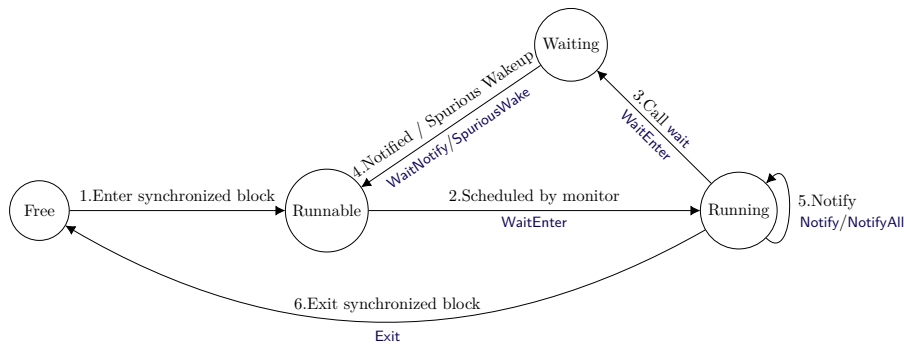 Waiting
4.Notified / Spurious Wakeup
WaitNotify/SpuriousWake
3.Call wait
WaitEnter
Free
1.Enter synchronized block
Runnable
2.Scheduled by monitor
WaitEnter
Running
5.Notify
Notify/NotifyAll
6.Exit synchronized block
Exit